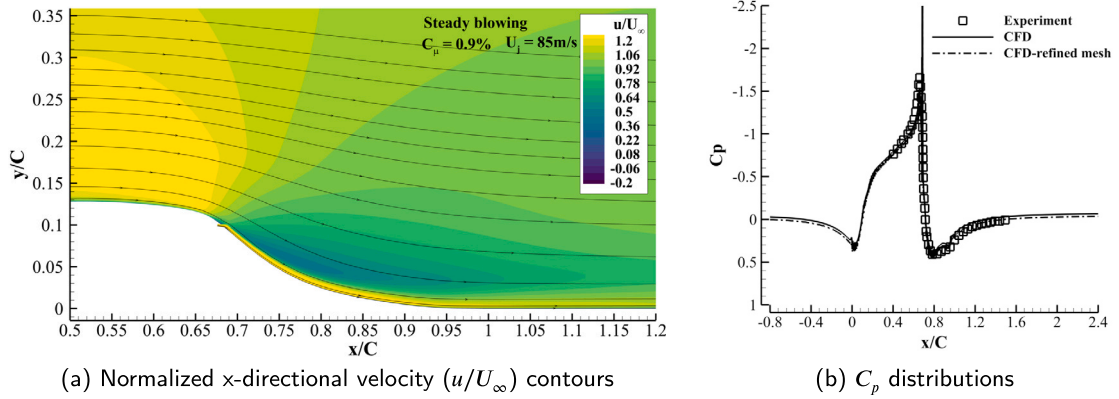 Steady blowing
C_μ = 0.9% U_j = 85m/s
u/U_∞
1.2
1.06
0.92
0.78
0.64
0.5
0.36
0.22
0.08
-0.06
-0.2
y/C
0.35
0.3
0.25
0.2
0.15
0.1
0.05
0
0.5 0.55 0.6 0.65 0.7 0.75 0.8 0.85 0.9 0.95 1 1.05 1.1 1.15 1.2
x/C
(a) Normalized x-directional velocity (u/U_∞) contours
Experiment
CFD
CFD-refined mesh
Cp
-2.5
-2
-1.5
-1
-0.5
0
0.5
1
-0.8 -0.4 0 0.4 0.8 1.2 1.6 2 2.4
x/C
(b) C_p distributions